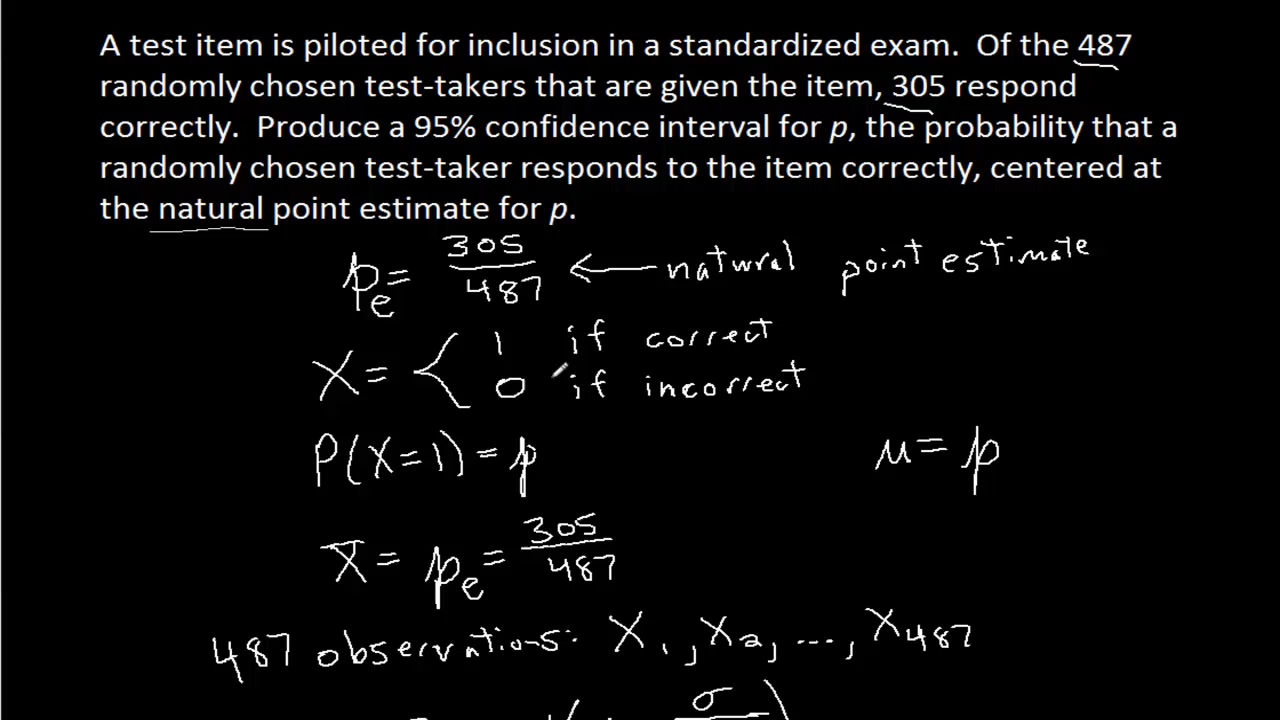 A test item is piloted for inclusion in a standardized exam. Of the 487
randomly chosen test-takers that are given the item, 305 respond
correctly. Produce a 95% confidence interval for p, the probability that a
randomly chosen test-taker responds to the item correctly, centered at
the natural point estimate for p.
pe = 305/487 ← natural point estimate
X = { 1 if correct
0 if incorrect
P(X=1) = p μ = p
X̄ = pe = 305/487
487 observations: X1, X2, ..., X487
σ